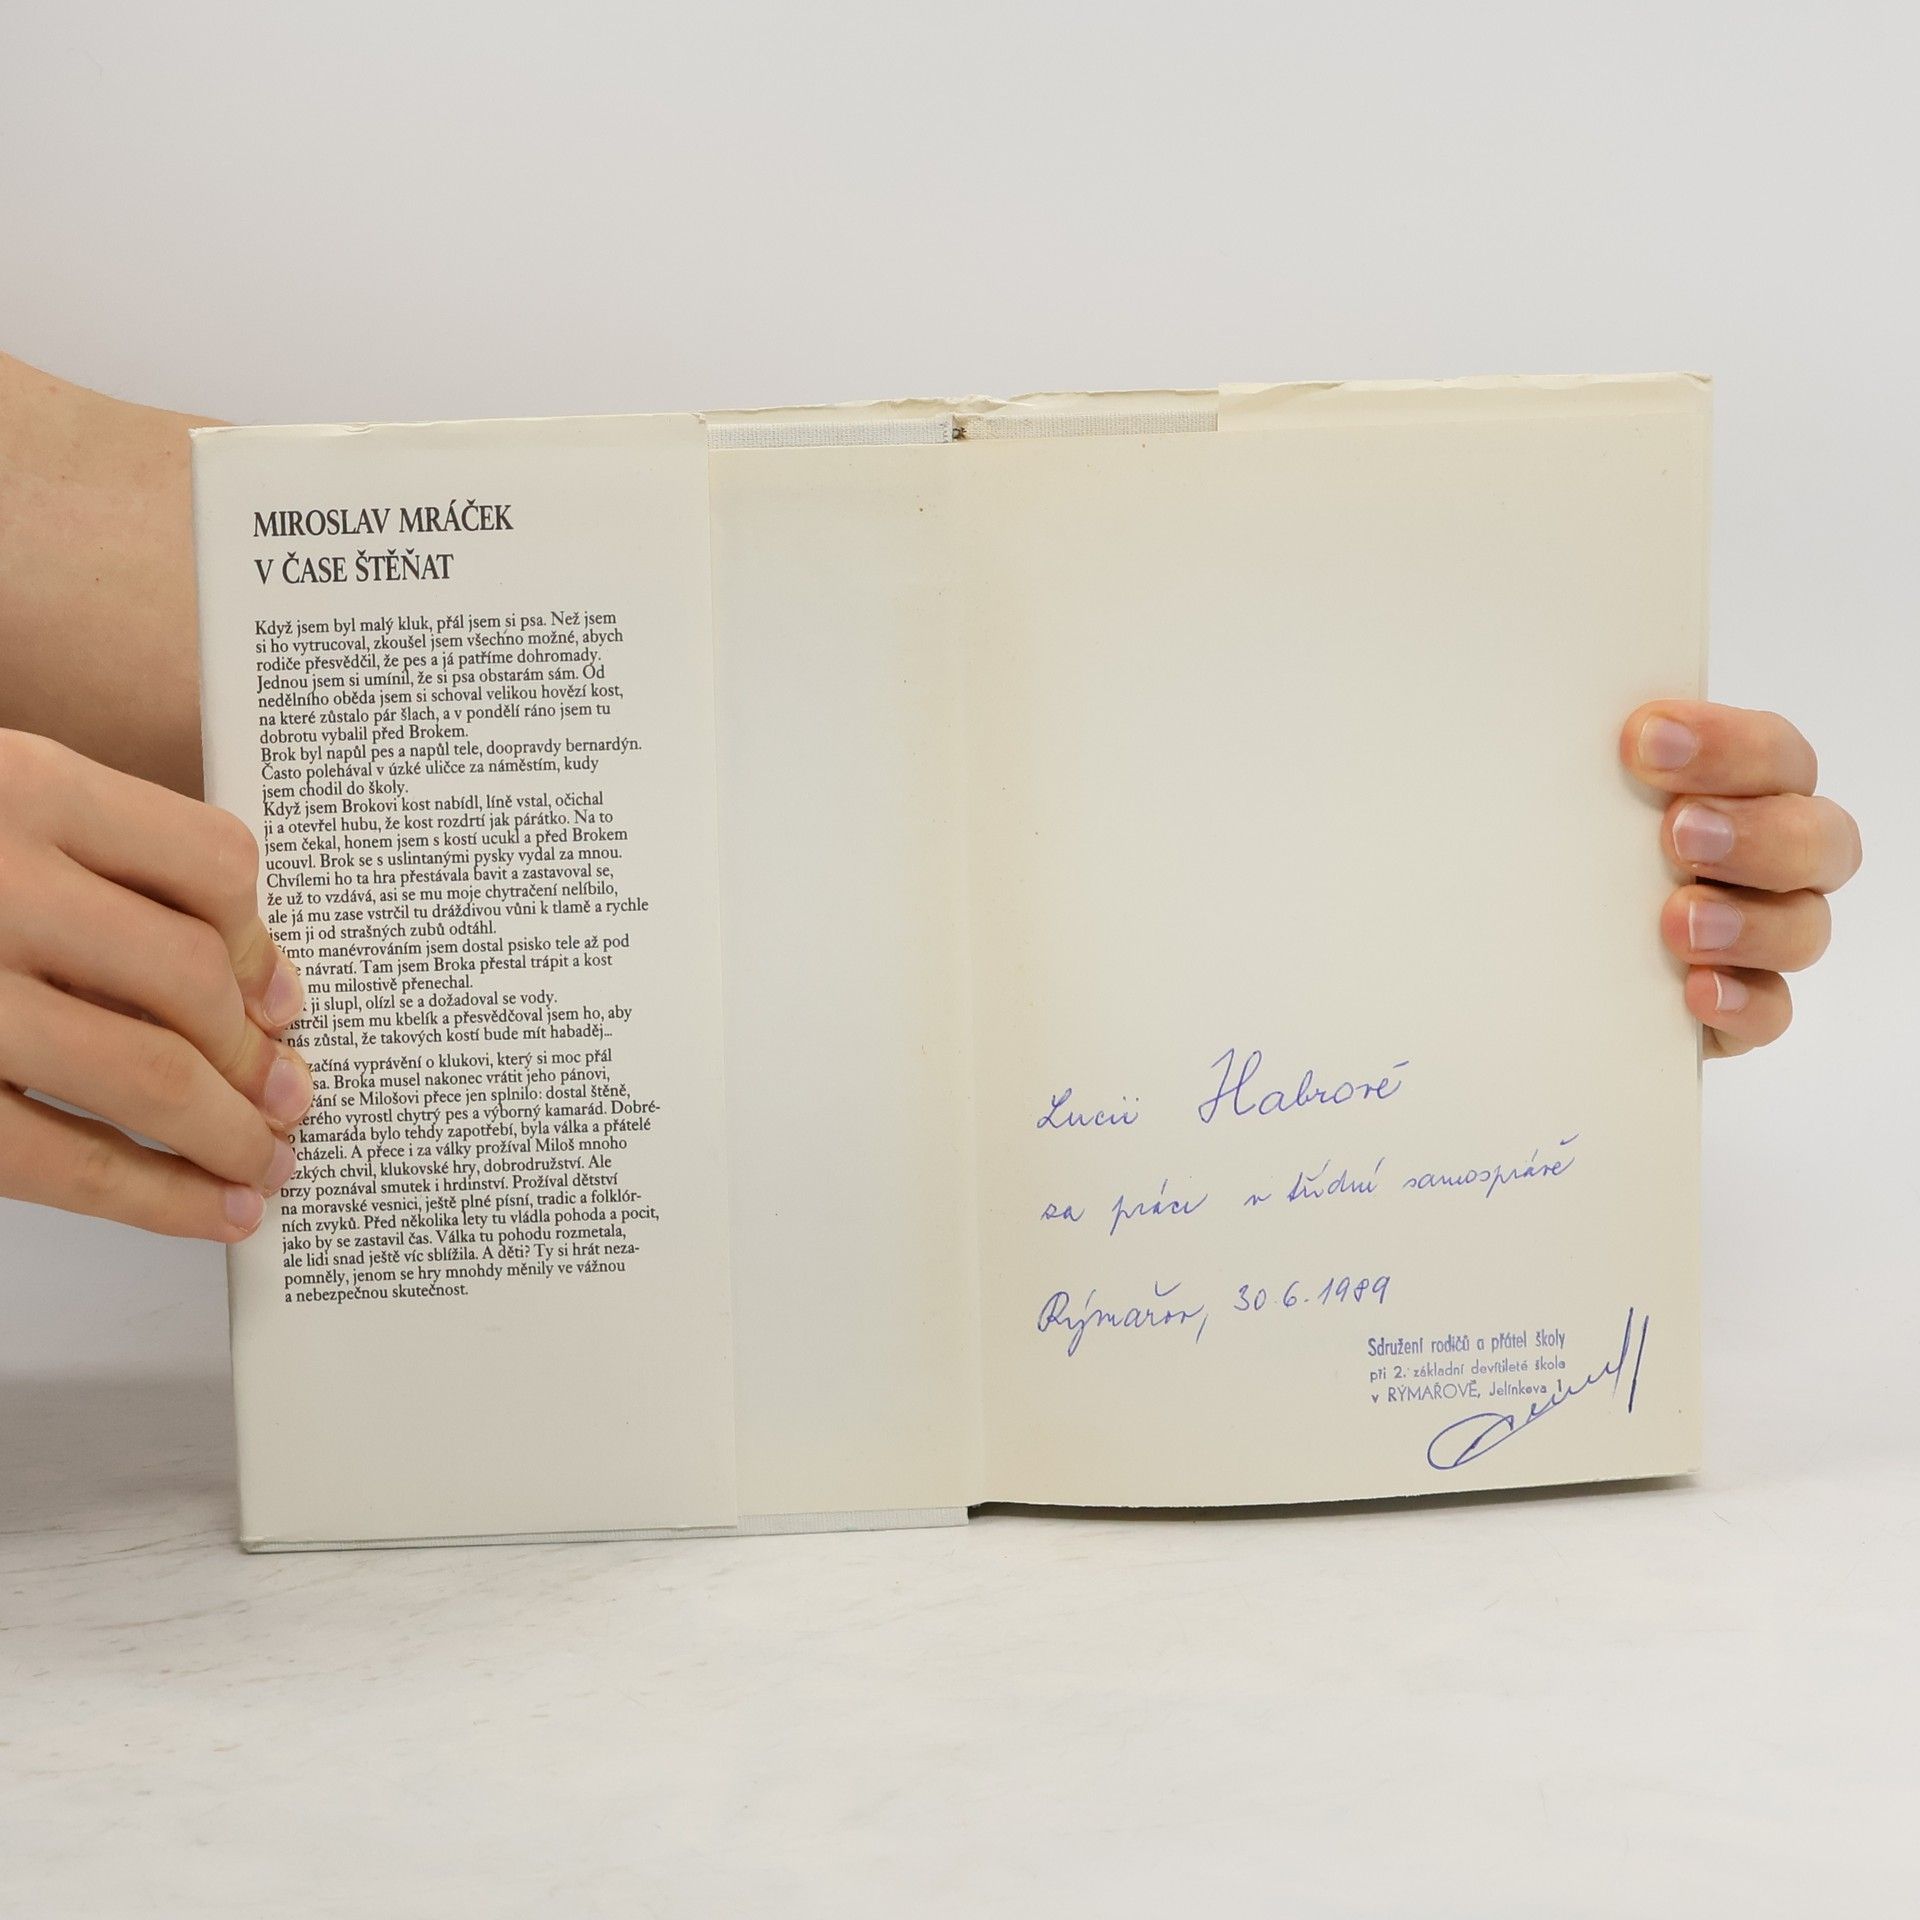 MIROSLAV MRÁČEK
V ČASE ŠTĚŇAT
Když jsem byl malý kluk, přál jsem si psa. Než jsem
si ho vytrucoval, zkoušel jsem všechno možné, abych
rodiče přesvědčil, že pes a já patříme dohromady.
Jednou jsem si umínil, že si psa obstarám sám. Od
nedělního oběda jsem si schoval velikou hovězí kost,
na které zůstalo pár šlach, a v pondělí ráno jsem tu
dobrotu vybalil před Brokem.
Brok byl napůl pes a napůl tele, doopravdy bernardýn.
Často polehával v úzké uličce za náměstím, kudy
jsem chodil do školy.
Když jsem Brokovi kost nabídl, líně vstal, očichal
ji a otevřel hubu, že kost rozdrtí jak párátko. Na to
jsem čekal, honem jsem s kostí ucukl a před Brokem
ucouvl. Brok se s uslintanými pysky vydal za mnou.
Chvílemi ho ta hra přestávala bavit a zastavoval se,
že už to vzdává, asi se mu moje chytračení nelíbilo,
ale já mu zase vstrčil tu dráždivou vůni k tlamě a rychle
jsem ji od strašných zubů odtáhl.
ímto manévrováním jsem dostal psisko tele až pod
návratí. Tam jsem Broka přestal trápit a kost
mu milostivě přenechal.
ji slupl, olízl se a dožadoval se vody.
strčil jsem mu kbelík a přesvědčoval jsem ho, aby
nás zůstal, že takových kostí bude mít habaděj...
začíná vyprávění o klukovi, který si moc přál
sa. Broka musel nakonec vrátit jeho pánovi,
rání se Milošovi přece jen splnilo: dostal štěně,
erého vyrostl chytrý pes a výborný kamarád. Dobré-
o kamaráda bylo tehdy zapotřebí, byla válka a přátelé
cházeli. A přece i za války prožíval Miloš mnoho
ezkých chvil, klukovské hry, dobrodružství. Ale
brzy poznával smutek i hrdinství. Prožíval dětství
na moravské vesnici, ještě plné písní, tradic a folklór-
ních zvyků. Před několika lety tu vládla pohoda a pocit,
jako by se zastavil čas. Válka tu pohodu rozmetala,
ale lidi snad ještě víc sblížila. A děti? Ty si hrát neza-
pomněly, jenom se hry mnohdy měnily ve vážnou
a nebezpečnou skutečnost.
Lucii Habrové
za práci v třídní samosprávě
Rýmařov, 30.6.1989
Sdružení rodičů a přátel školy
při 2. základní devítileté škole
v RÝMAŘOVĚ, Jelínkova 1